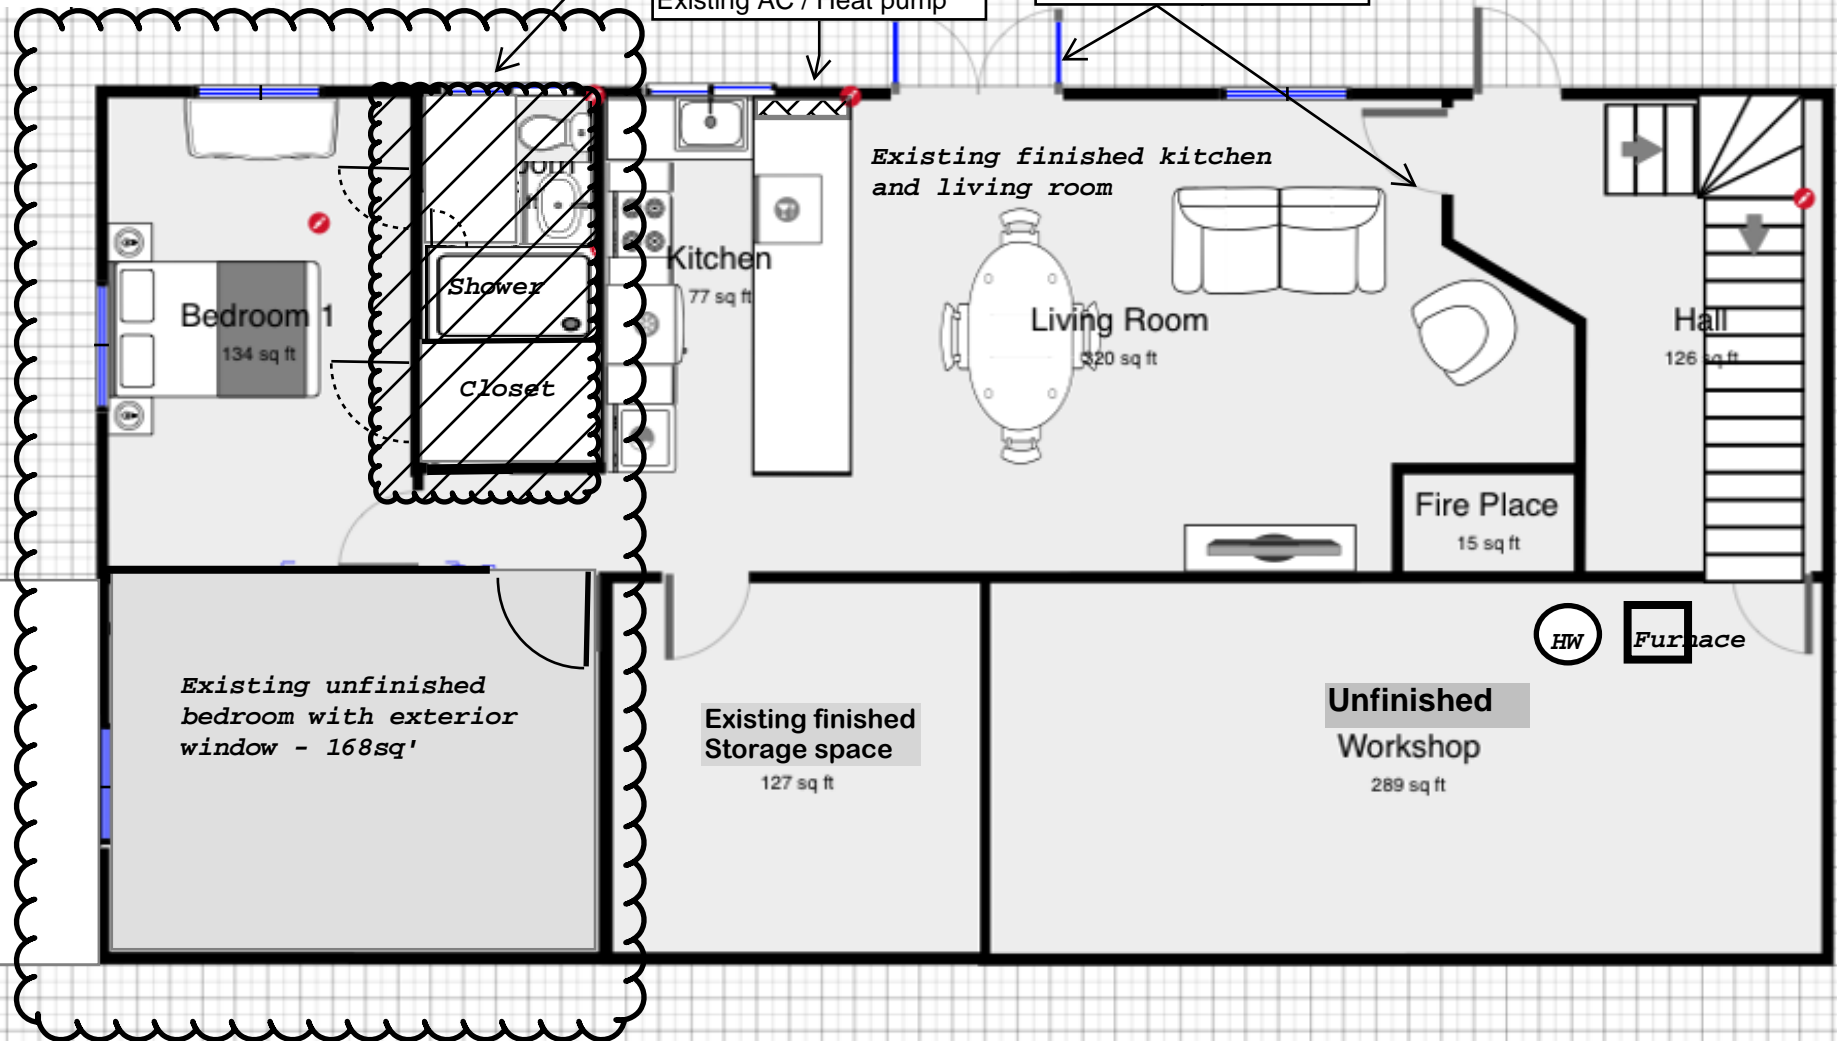 Existing AC / Heat pump
Existing finished kitchen
and living room
Kitchen
77 sq ft
Shower
Bedroom 1
134 sq ft
Closet
Living Room
320 sq ft
Hall
126 sq ft
Fire Place
15 sq ft
HW
Furnace
Existing unfinished
bedroom with exterior
window - 168sq'
Existing finished
Storage space
127 sq ft
Unfinished
Workshop
289 sq ft